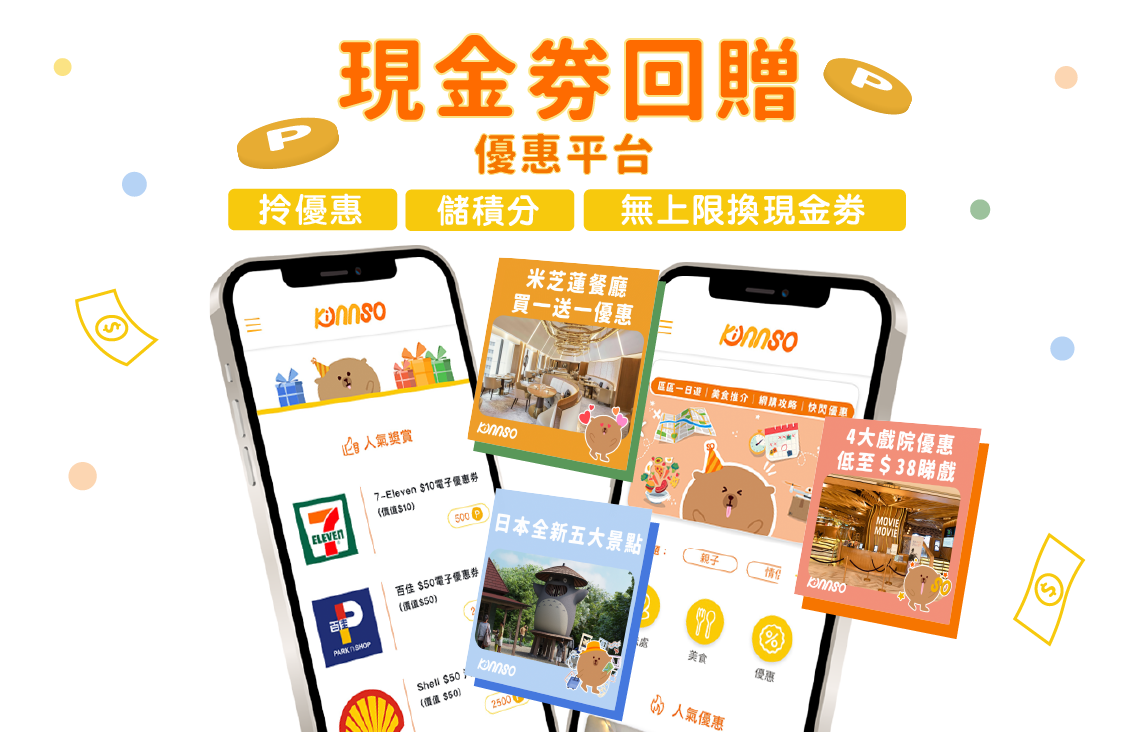 現金券回贈
P
P
優惠平台
拎優惠
儲積分
無上限換現金券
KiNNSO
人氣獎賞
7-Eleven $10電子優惠券
(價值$10)
500 P
7
ELEVEN
百佳 $50電子優惠券
(價值$50)
百佳
PARKnSHOP
Shell $50
(價值 $50)
2500
米芝蓮餐廳
買一送一優惠
KiNNSO
日本全新五大景點
KiNNSO
KiNNSO
區區一日遊 | 美食推介 | 網購攻略 | 快閃優惠
4大戲院優惠
低至$38睇戲
MOVIE
MOVIE
KiNNSO
親子
美食
優惠
人氣優惠